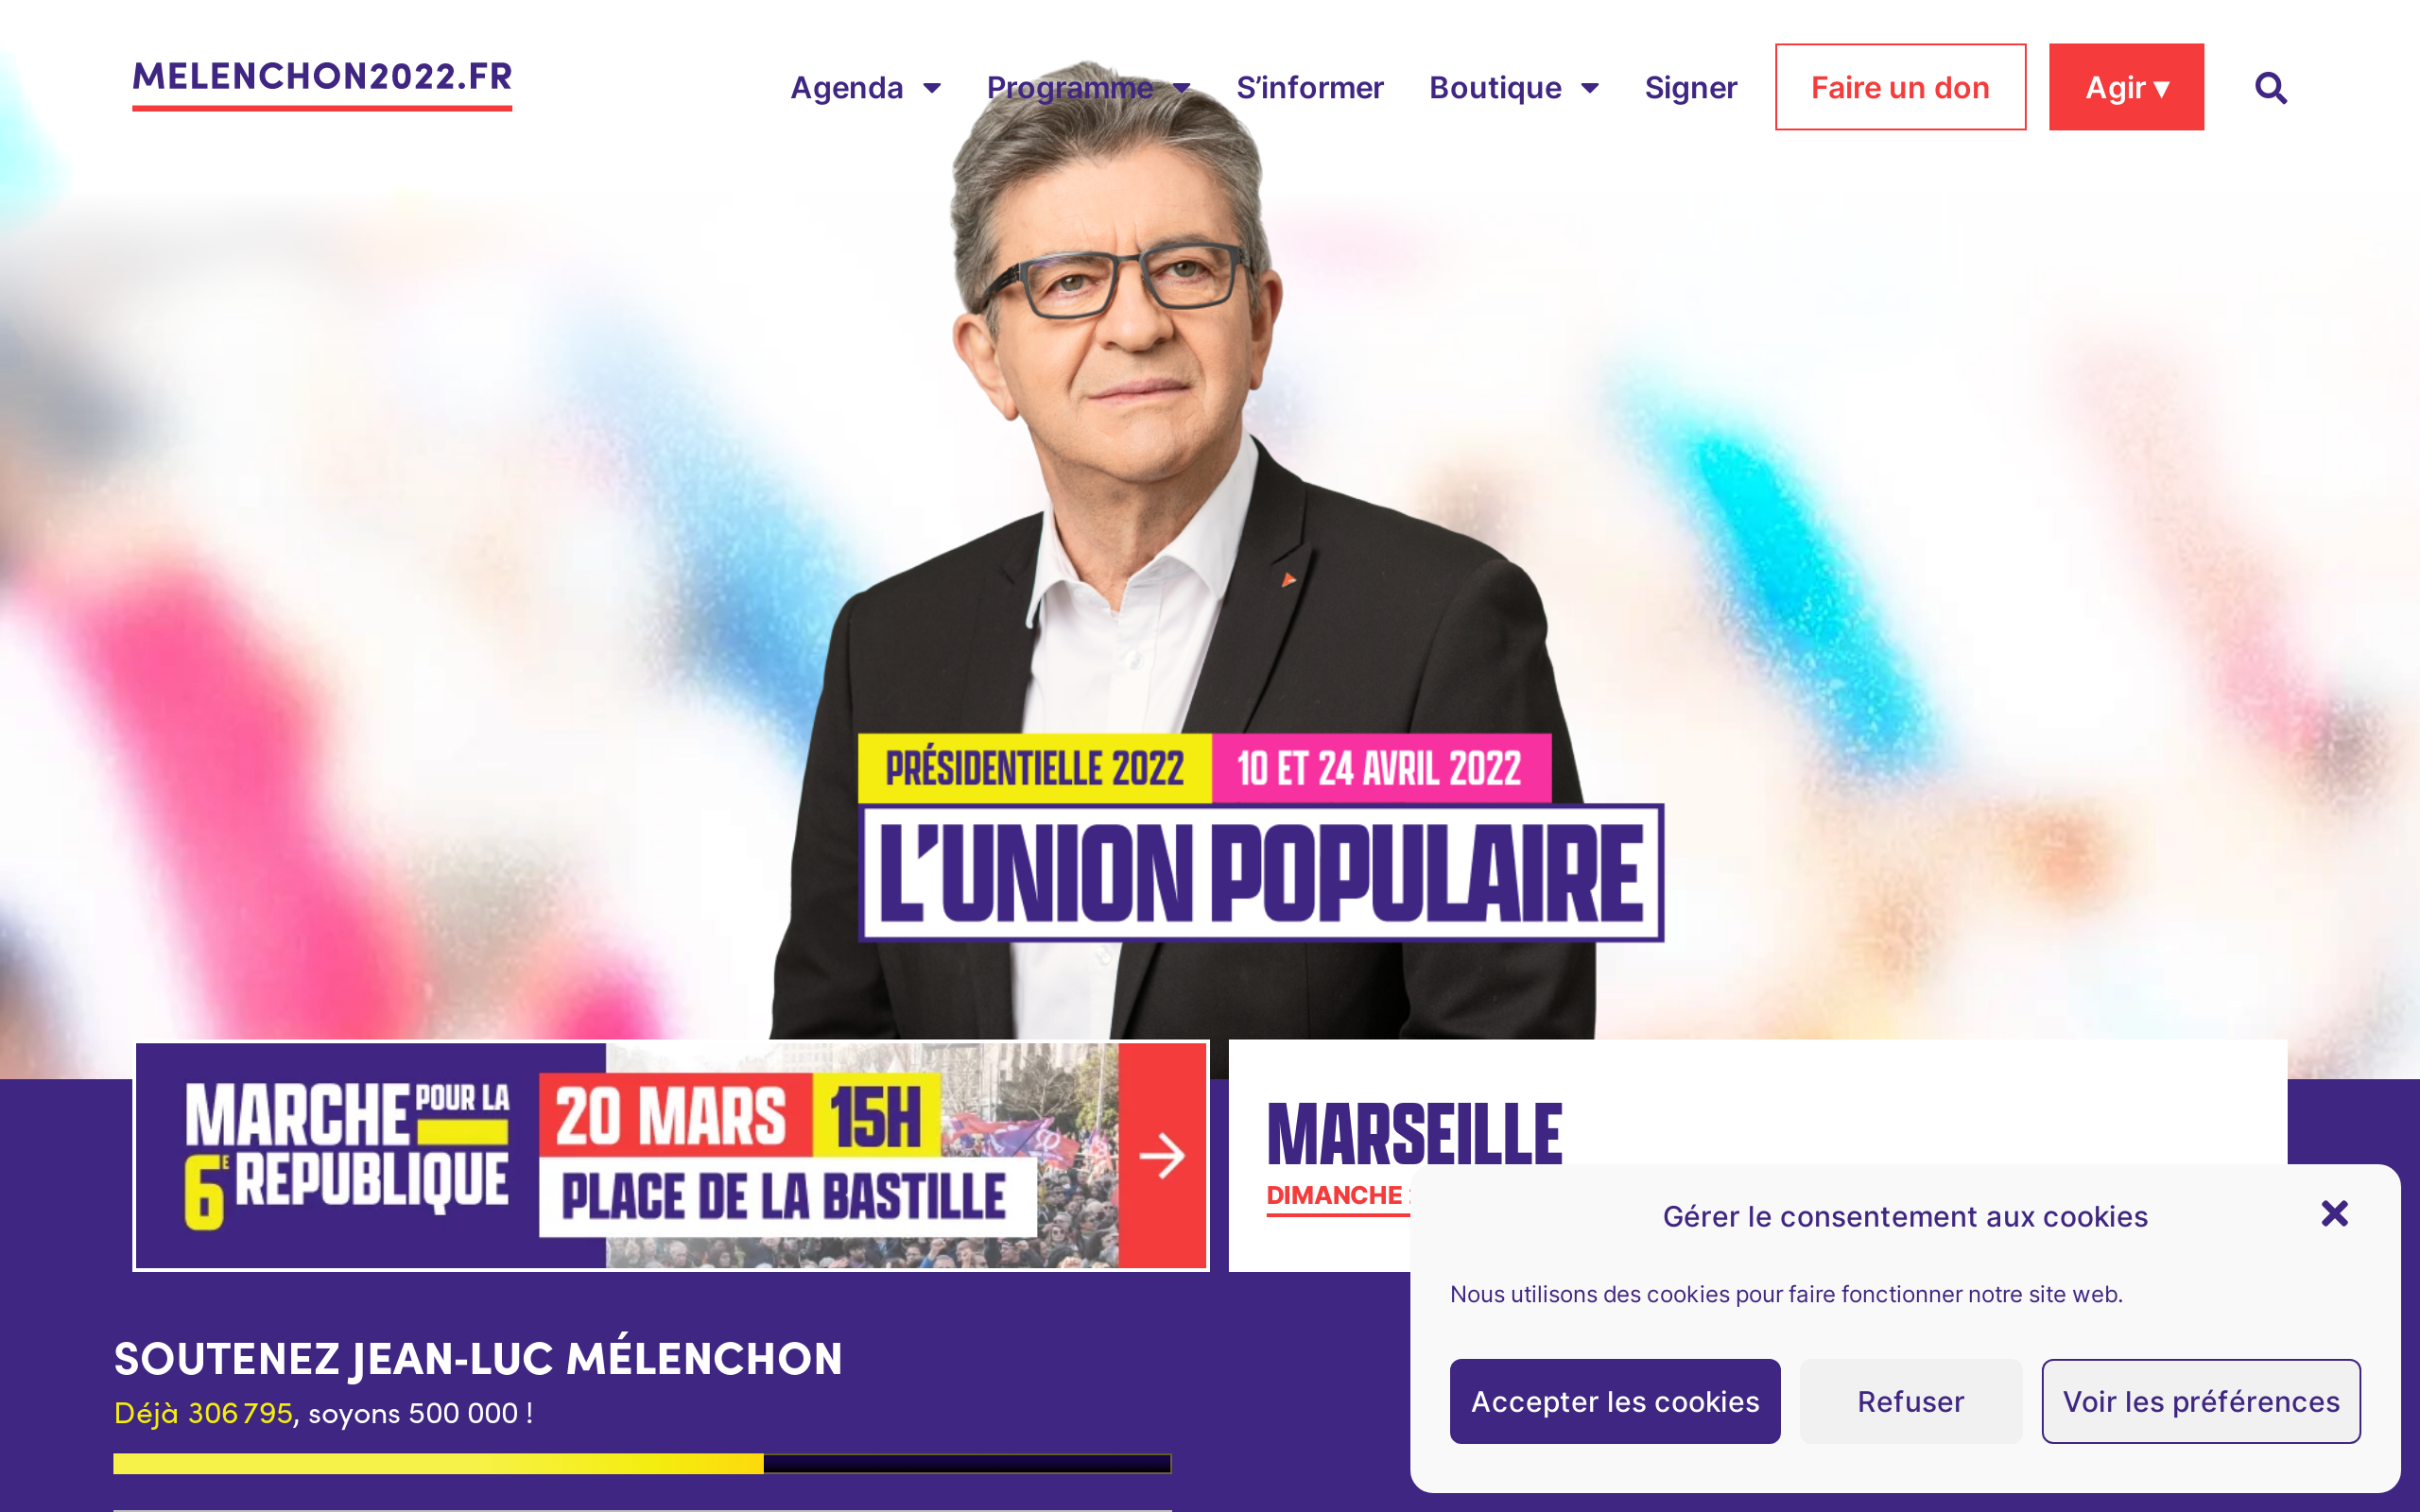 MELENCHON2022.FR
Agenda Programme S’informer Boutique Signer Faire un don Agir ▾
PRÉSIDENTIELLE 2022 10 ET 24 AVRIL 2022
L’UNION POPULAIRE
MARCHE POUR LA
6E REPUBLIQUE
20 MARS 15H
PLACE DE LA BASTILLE
MARSEILLE
DIMANCHE
Gérer le consentement aux cookies
Nous utilisons des cookies pour faire fonctionner notre site web.
Accepter les cookies Refuser Voir les préférences
SOUTENEZ JEAN-LUC MÉLENCHON
Déjà 306 795, soyons 500 000 !